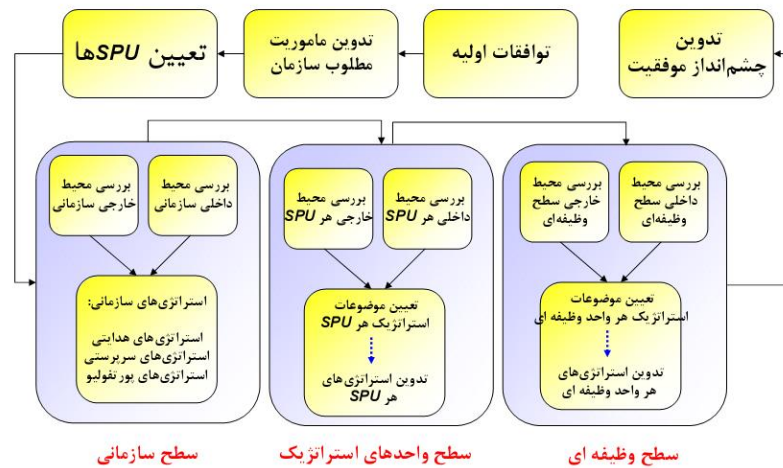 تدوین
چشم‌انداز موفقیت
توافقات اولیه
تدوین ماموریت
مطلوب سازمان
تعیین SPUها
بررسی محیط
داخلی سطح
وظیفه‌ای
بررسی محیط
خارجی سطح
وظیفه‌ای
تعیین موضوعات
استراتژیک هر واحد وظیفه ای
تدوین استراتژی‌های
هر واحد وظیفه ای
بررسی محیط
داخلی هر SPU
بررسی محیط
خارجی هر SPU
تعیین موضوعات
استراتژیک هر SPU
تدوین استراتژی‌های
هر SPU
بررسی محیط
داخلی سازمانی
بررسی محیط
خارجی سازمانی
استراتژی‌های سازمانی:
استراتژی‌های هدایتی
استراتژی‌های سرپرستی
استراتژی‌های پورتفولیو
سطح وظیفه ای
سطح واحدهای استراتژیک
سطح سازمانی